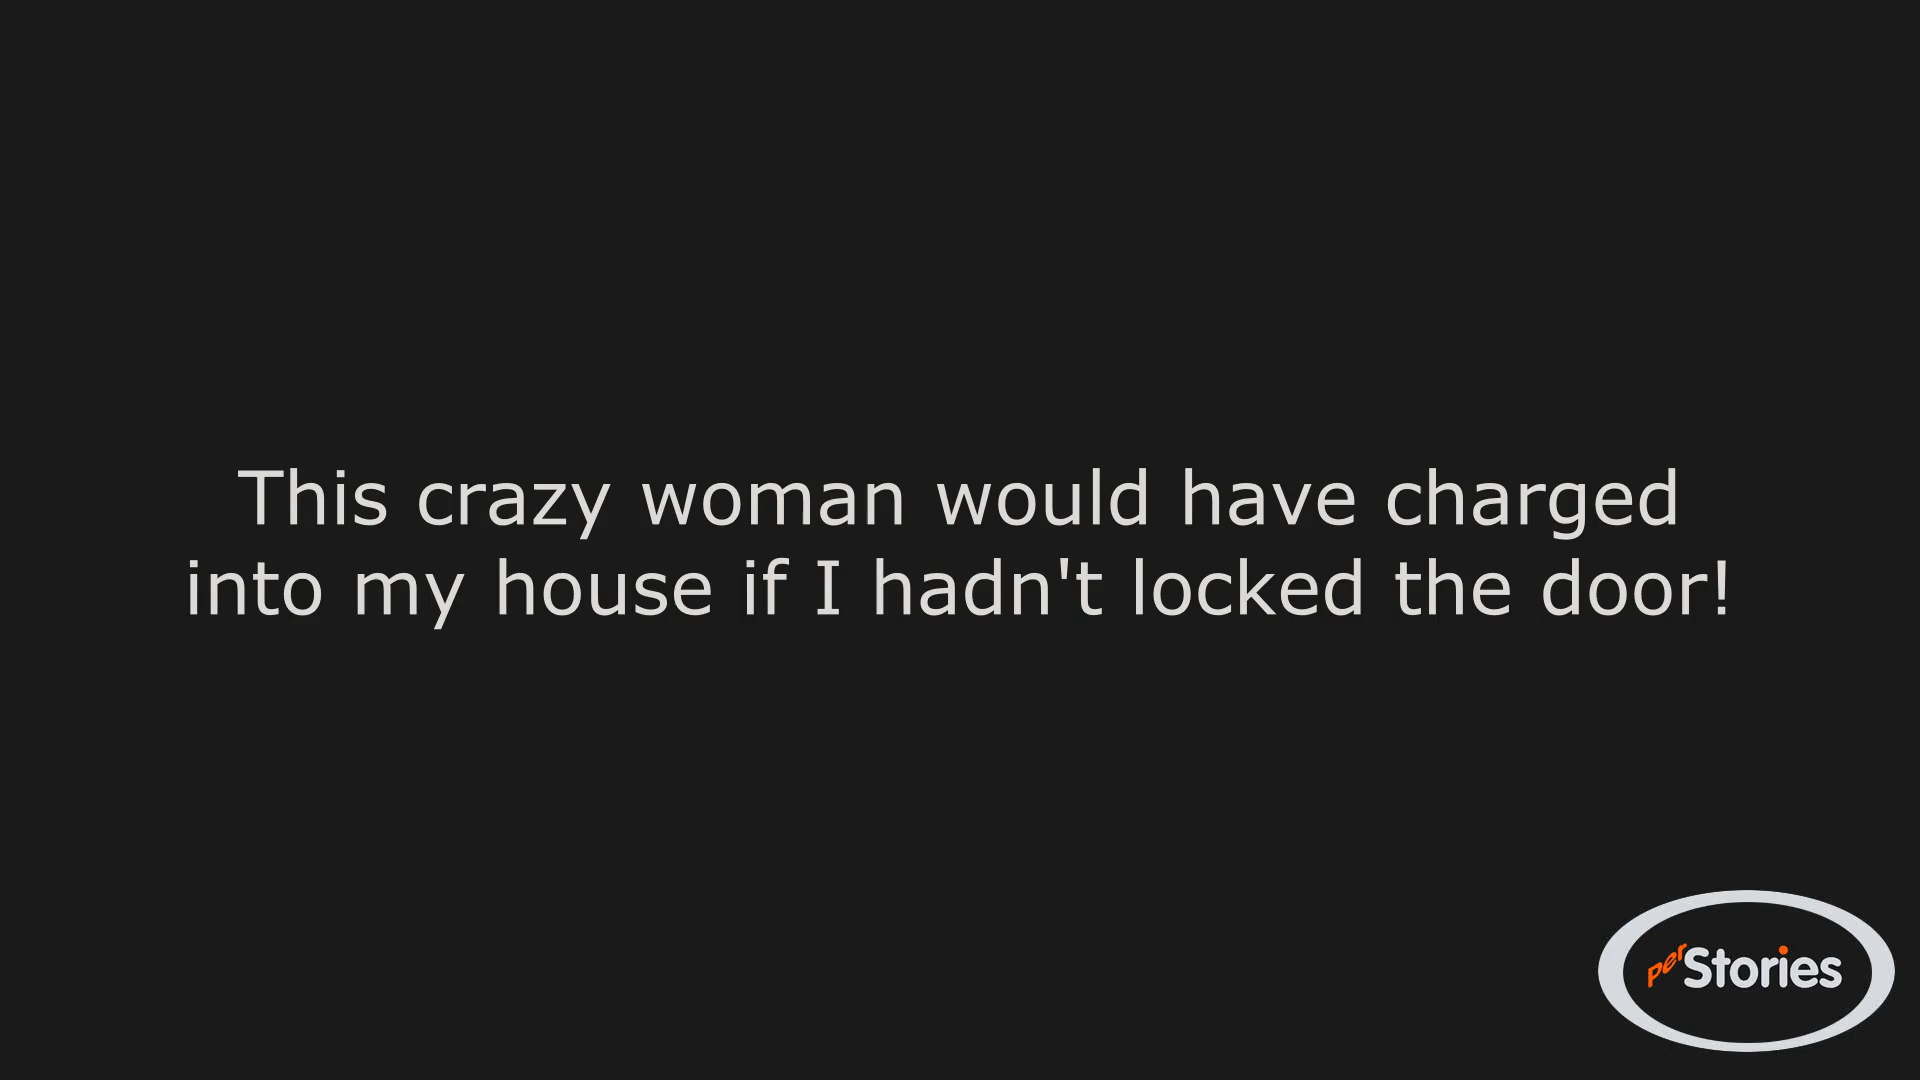 This crazy woman would have charged
into my house if I hadn't locked the door!
perStories